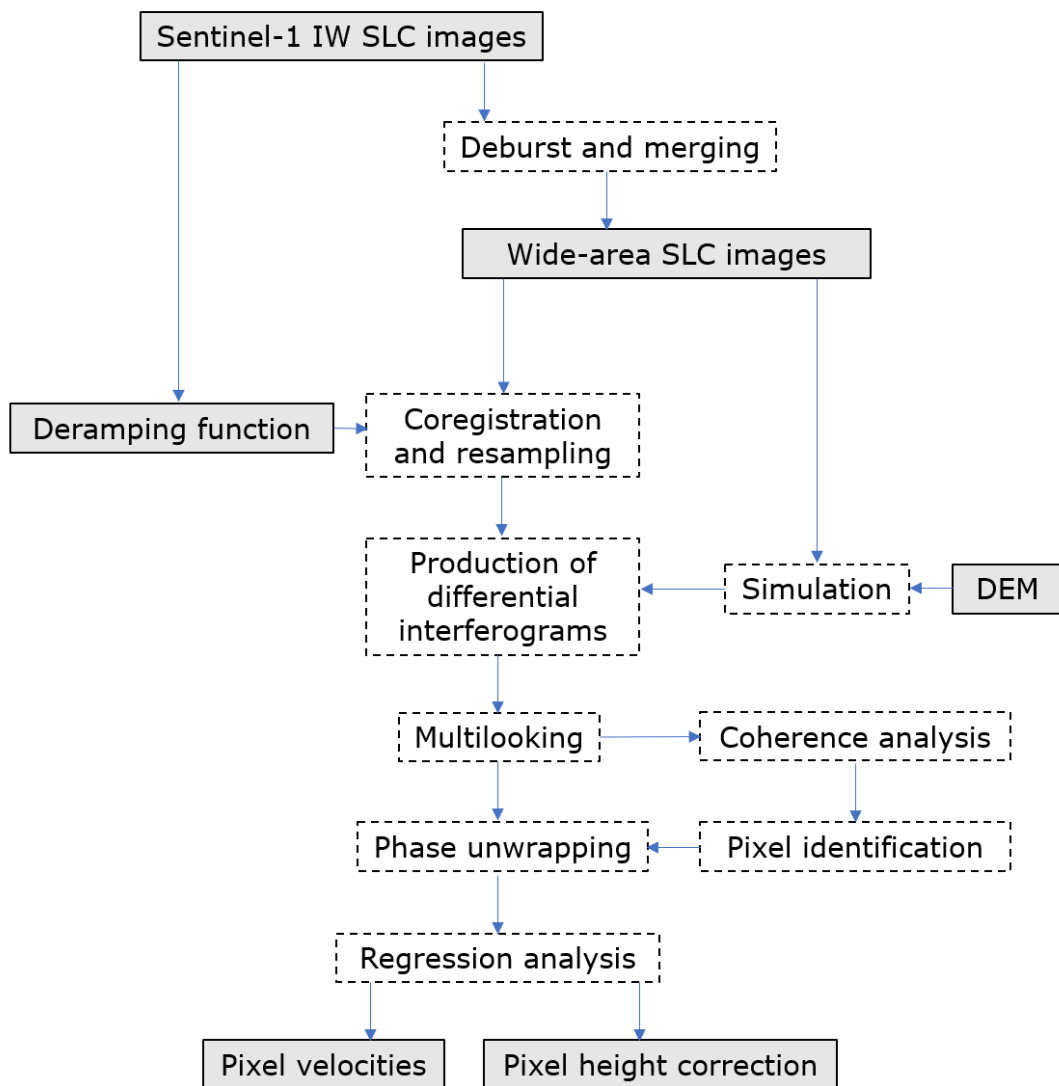 Sentinel-1 IW SLC images
Deburst and merging
Wide-area SLC images
Deramping function
Coregistration
and resampling
Production of
differential
interferograms
Simulation
DEM
Multilooking
Coherence analysis
Phase unwrapping
Pixel identification
Regression analysis
Pixel velocities
Pixel height correction